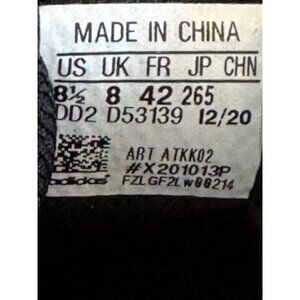 MADE IN CHINA
US UK FR JP CHN
8½ 8 42 265
DD2 D53139 12/20
ART ATKK02
#X201013P
adidas FZLGF2LW00214